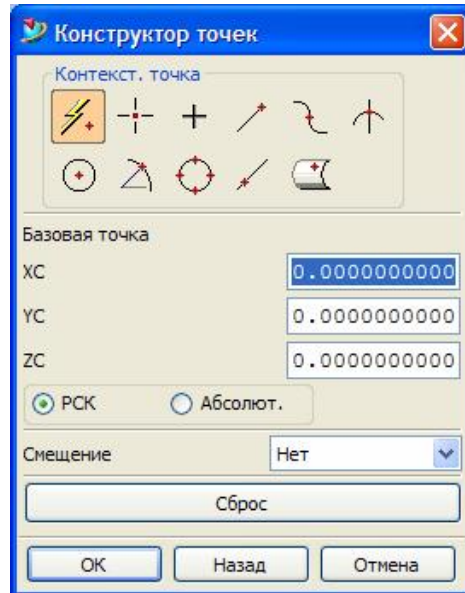 Конструктор точек
Контекст. точка
Базовая точка
XC 0.0000000000
YC 0.0000000000
ZC 0.0000000000
РСК Абсолют.
Смещение Нет
Сброс
OK Назад Отмена